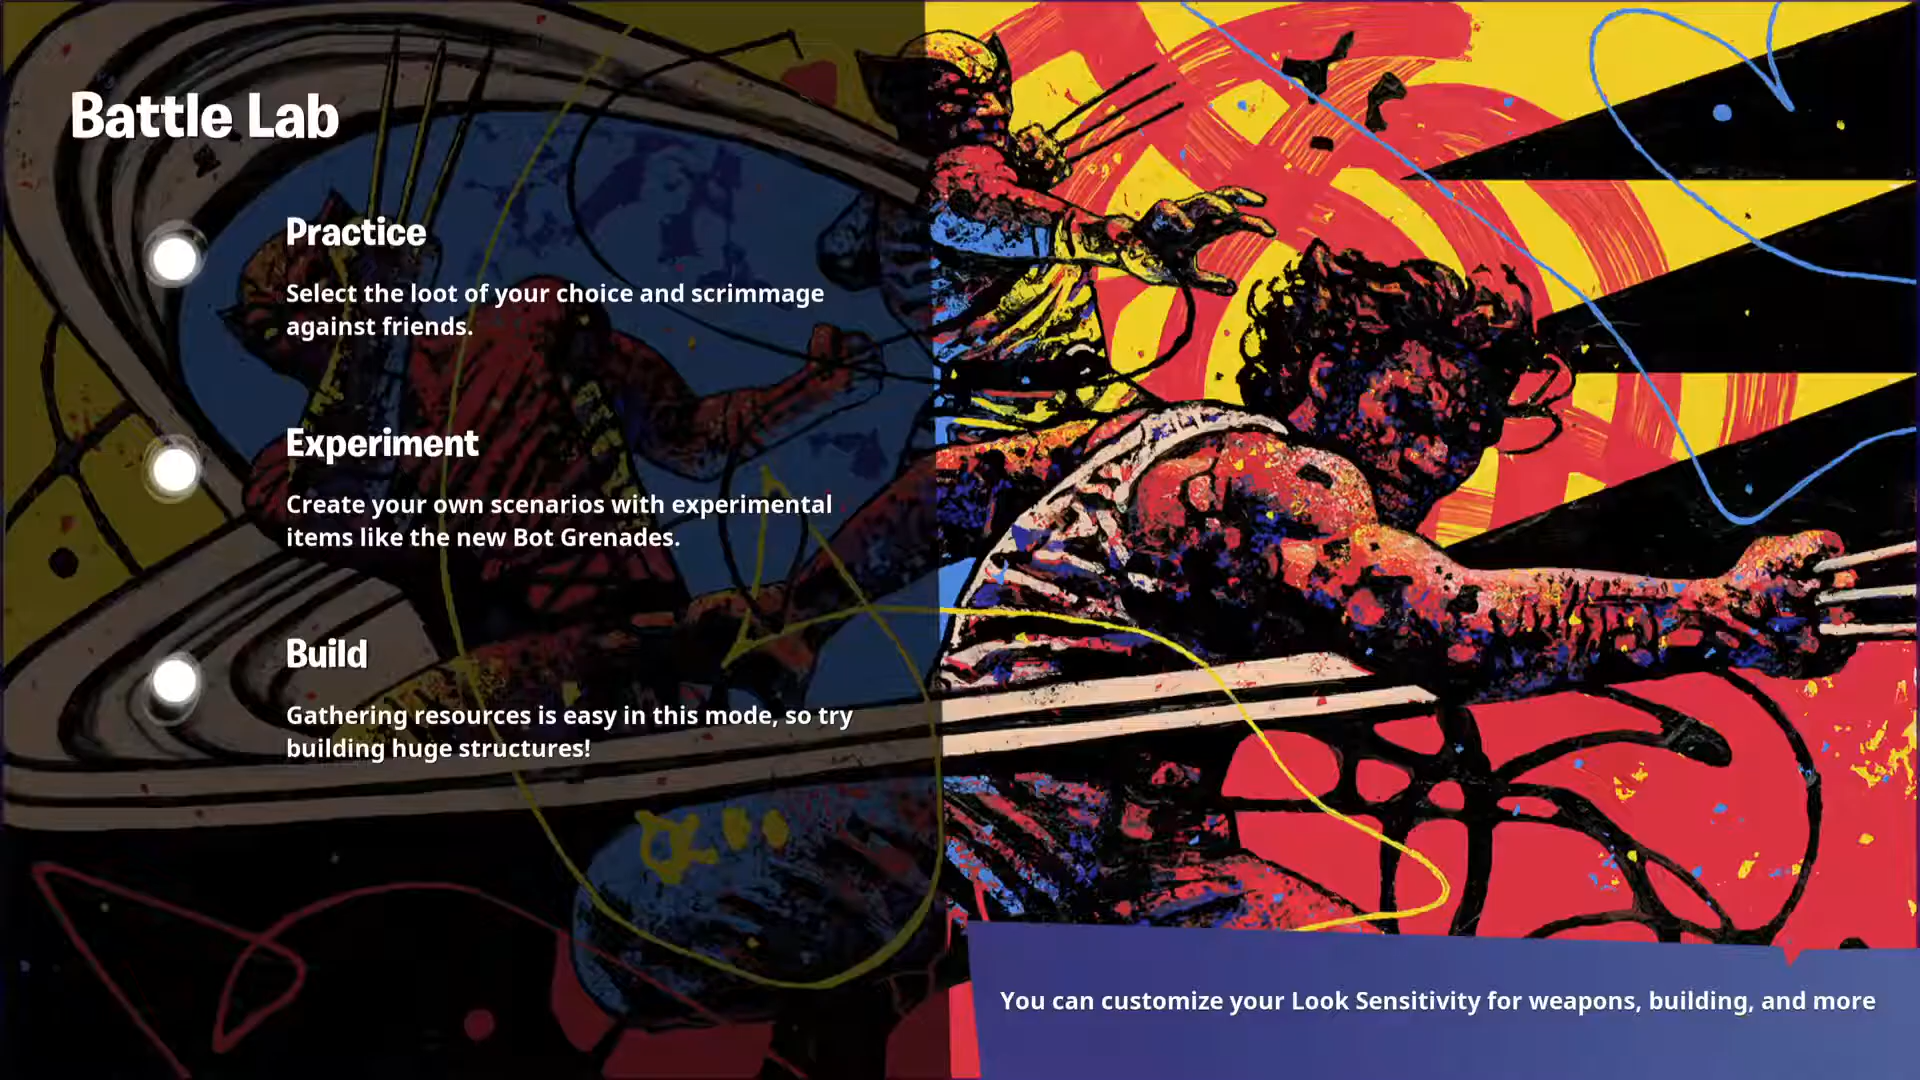 Battle Lab
Practice
Select the loot of your choice and scrimmage
against friends.
Experiment
Create your own scenarios with experimental
items like the new Bot Grenades.
Build
Gathering resources is easy in this mode, so try
building huge structures!
You can customize your Look Sensitivity for weapons, building, and more